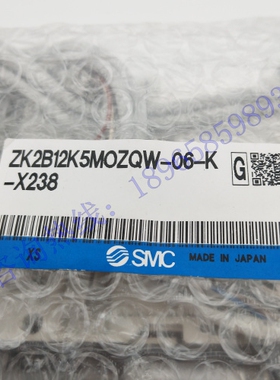 ZK2B12K5MOZQW-06-K
-X238
G
XS
SMC
MADE IN JAPAN